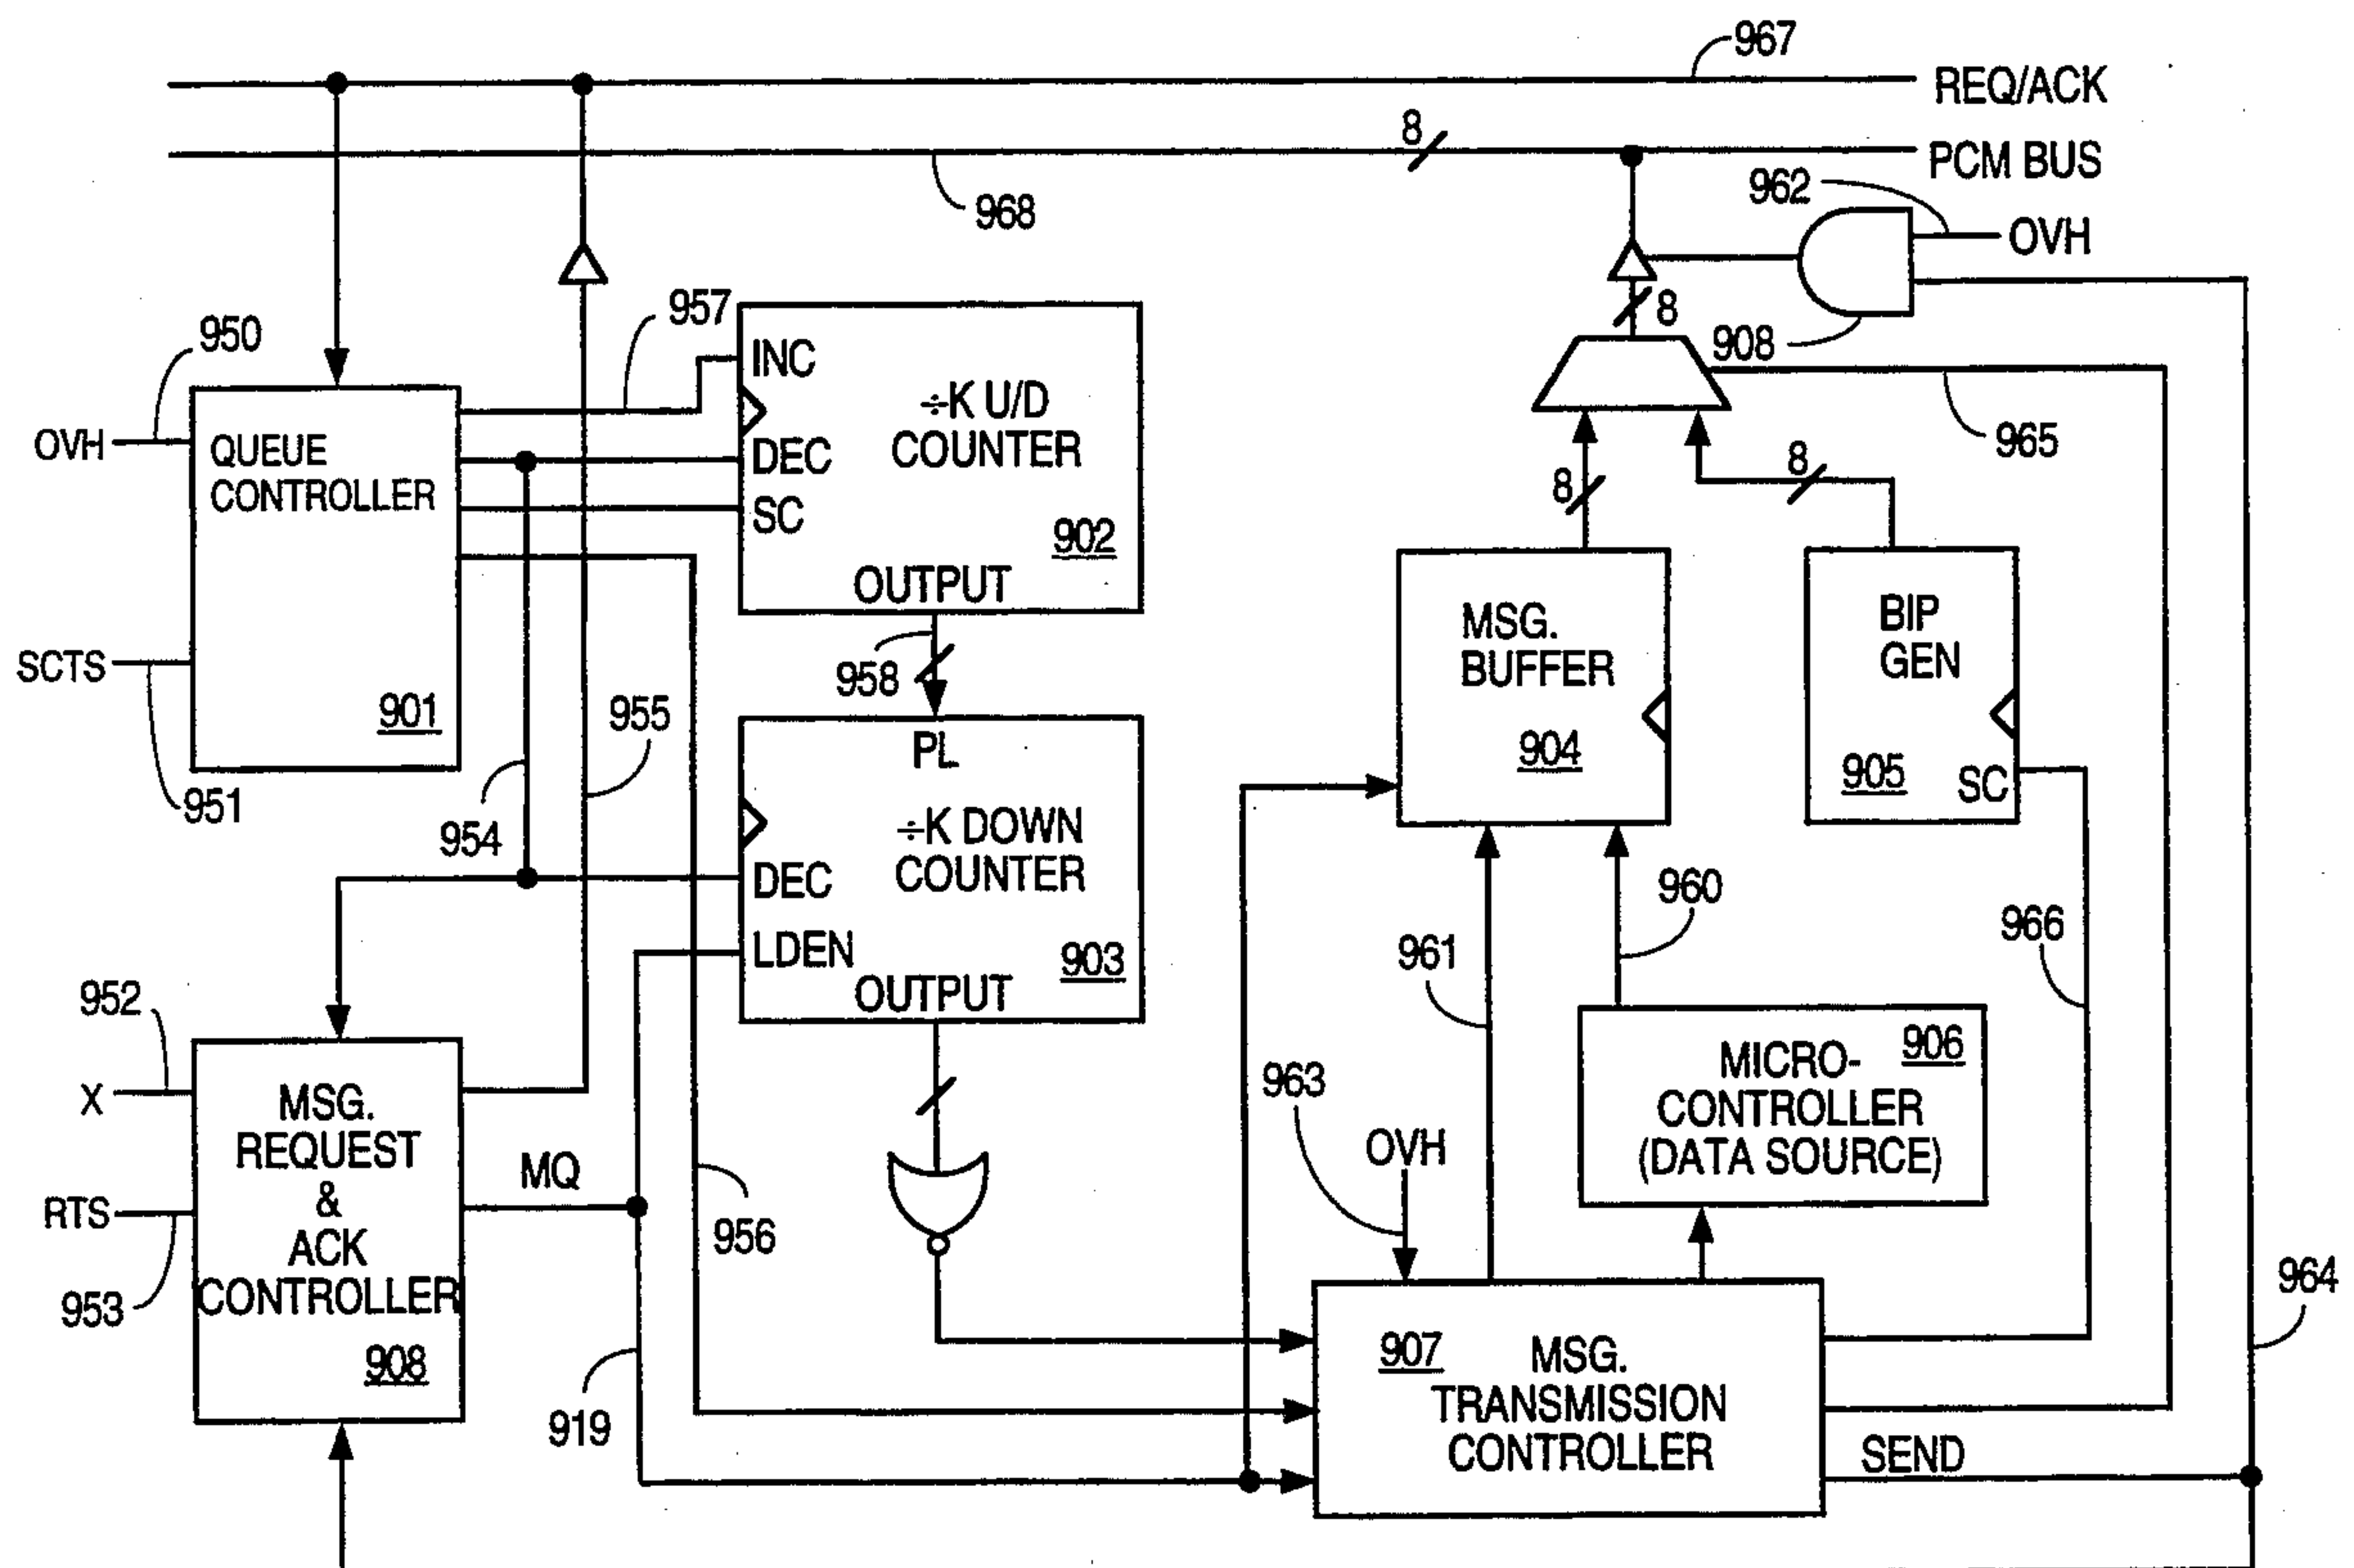 967
REQ/ACK
8
PCM BUS
968
962
OVH
8
908
950
957
INC
÷K U/D
COUNTER
DEC
SC
902
OUTPUT
OVH
QUEUE
CONTROLLER
SCTS
901
951
965
8
8
958
955
954
PL
÷K DOWN
COUNTER
DEC
LDEN
903
OUTPUT
MSG.
BUFFER
904
BIP
GEN
905
SC
960
961
966
952
X
MSG.
REQUEST
&
ACK
CONTROLLER
908
RTS
953
MQ
919
956
963
OVH
906
MICRO-
CONTROLLER
(DATA SOURCE)
964
907
MSG.
TRANSMISSION
CONTROLLER
SEND